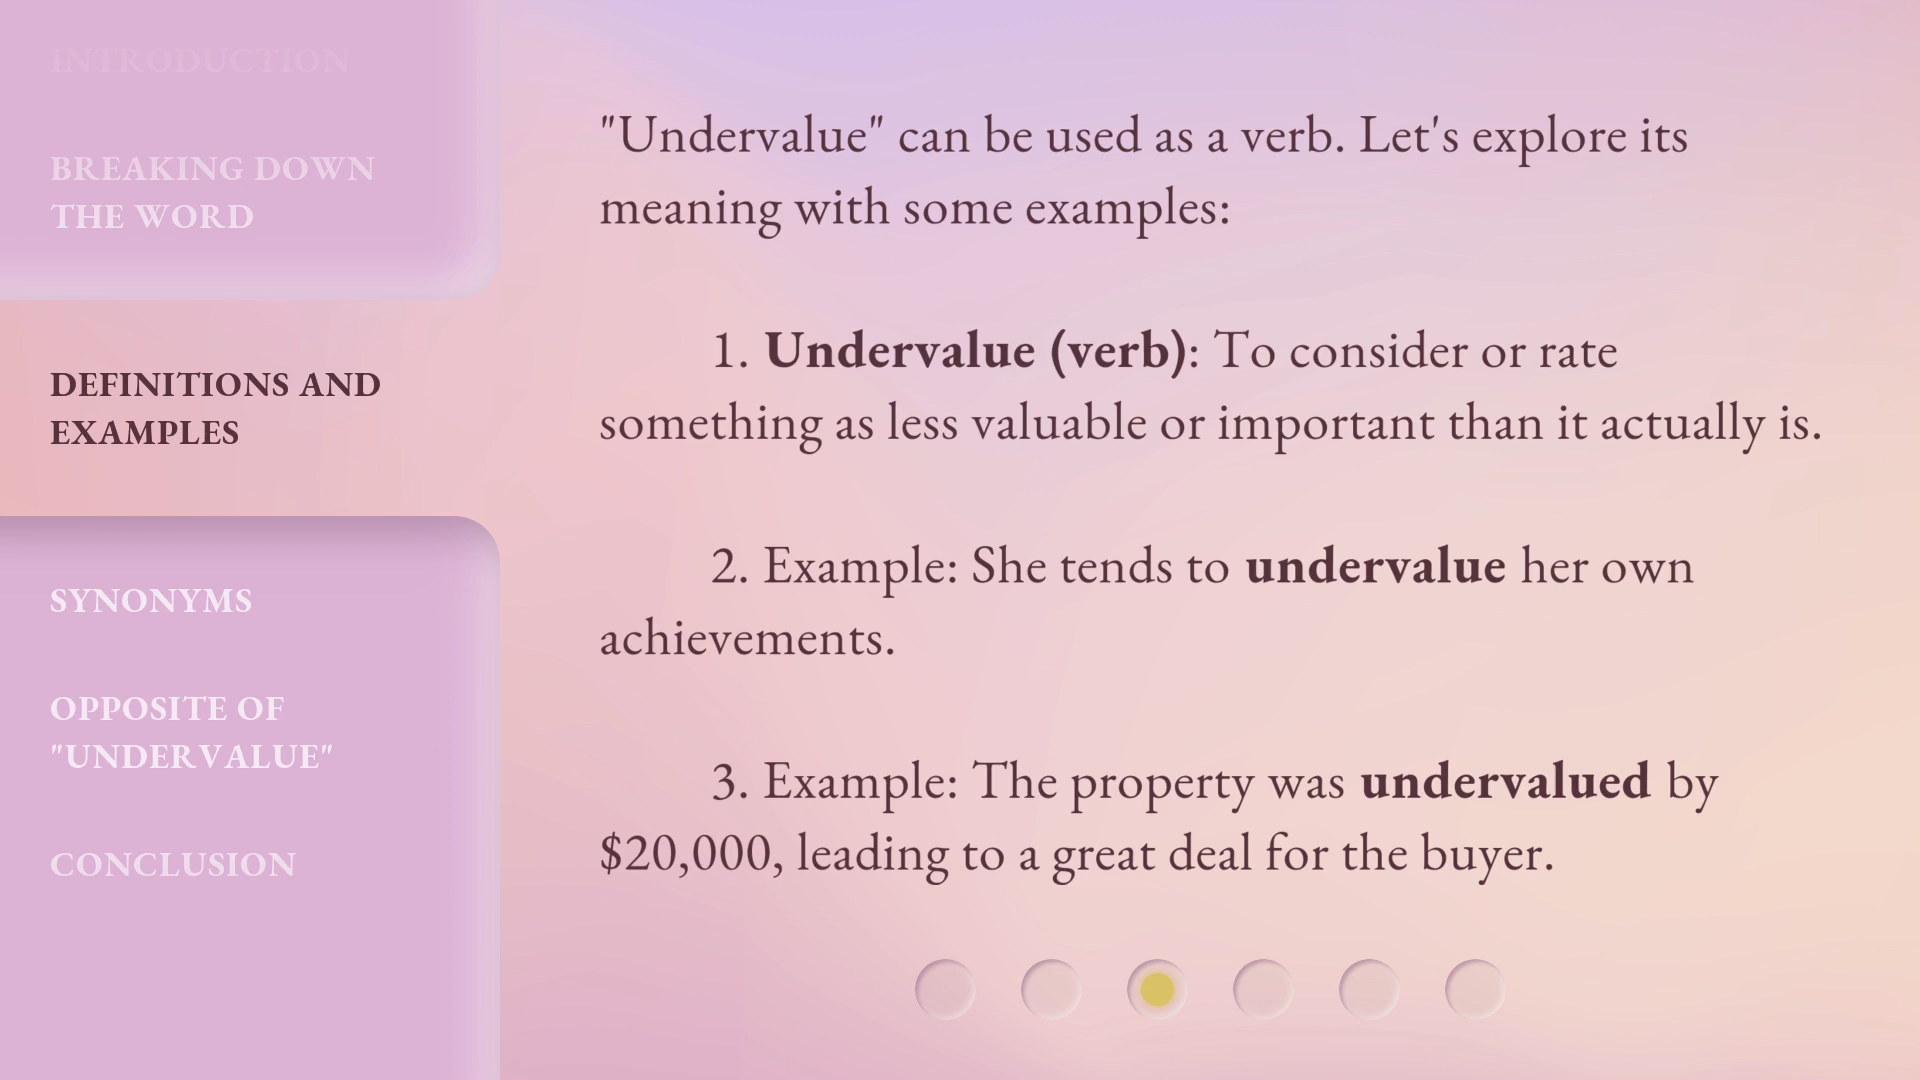 INTRODUCTION
BREAKING DOWN
THE WORD
DEFINITIONS AND
EXAMPLES
SYNONYMS
OPPOSITE OF
"UNDERVALUE"
CONCLUSION
"Undervalue" can be used as a verb. Let's explore its
meaning with some examples:
1. Undervalue (verb): To consider or rate
something as less valuable or important than it actually is.
2. Example: She tends to undervalue her own
achievements.
3. Example: The property was undervalued by
$20,000, leading to a great deal for the buyer.